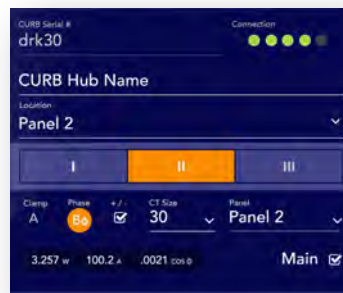 CURB Serial # Connection
drk30
CURB Hub Name
Location
Panel 2
I II III
Clamp Phase + / - CT Size Panel
A Bø 30 Panel 2
3.257 w 100.2 A .0021 cos θ Main